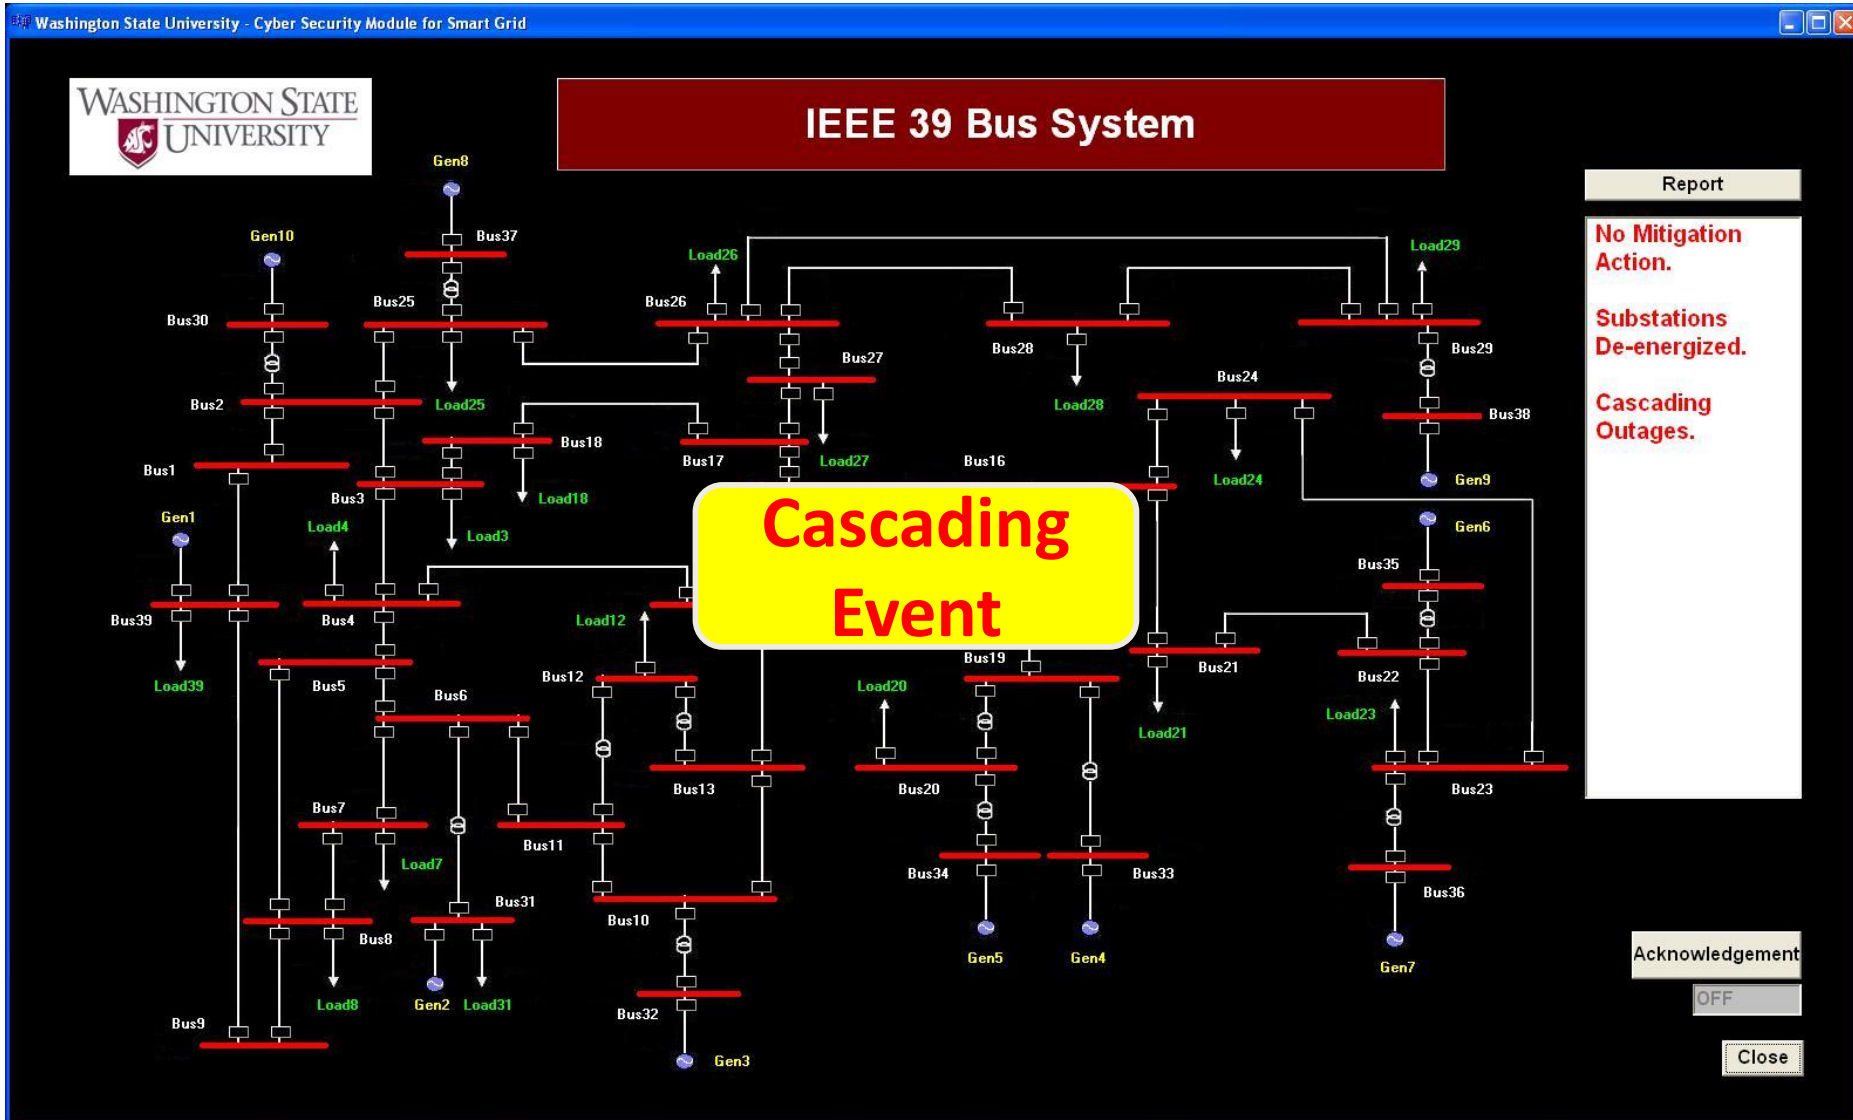 Washington State University - Cyber Security Module for Smart Grid
WASHINGTON STATE
UNIVERSITY
IEEE 39 Bus System
Gen8
Report
Gen10
Bus37
Load26
Load29
No Mitigation
Action.
Bus25
Bus26
Bus30
Substations
De-energized.
Bus27
Bus28
Bus29
Bus24
Bus2
Load25
Load28
Cascading
Outages.
Bus38
Bus18
Bus17
Load27
Bus16
Bus1
Bus3
Load18
Load24
Gen9
Gen1
Load4
Load3
Cascading
Event
Gen6
Bus35
Bus39
Bus4
Load12
Bus19
Bus21
Load39
Bus5
Bus12
Load20
Bus22
Bus6
Load23
Load21
Bus13
Bus20
Bus23
Bus7
Bus11
Load7
Bus34
Bus33
Bus31
Bus36
Bus10
Bus8
Gen5
Gen4
Gen7
Acknowledgement
OFF
Load8
Gen2
Load31
Bus32
Bus9
Gen3
Close